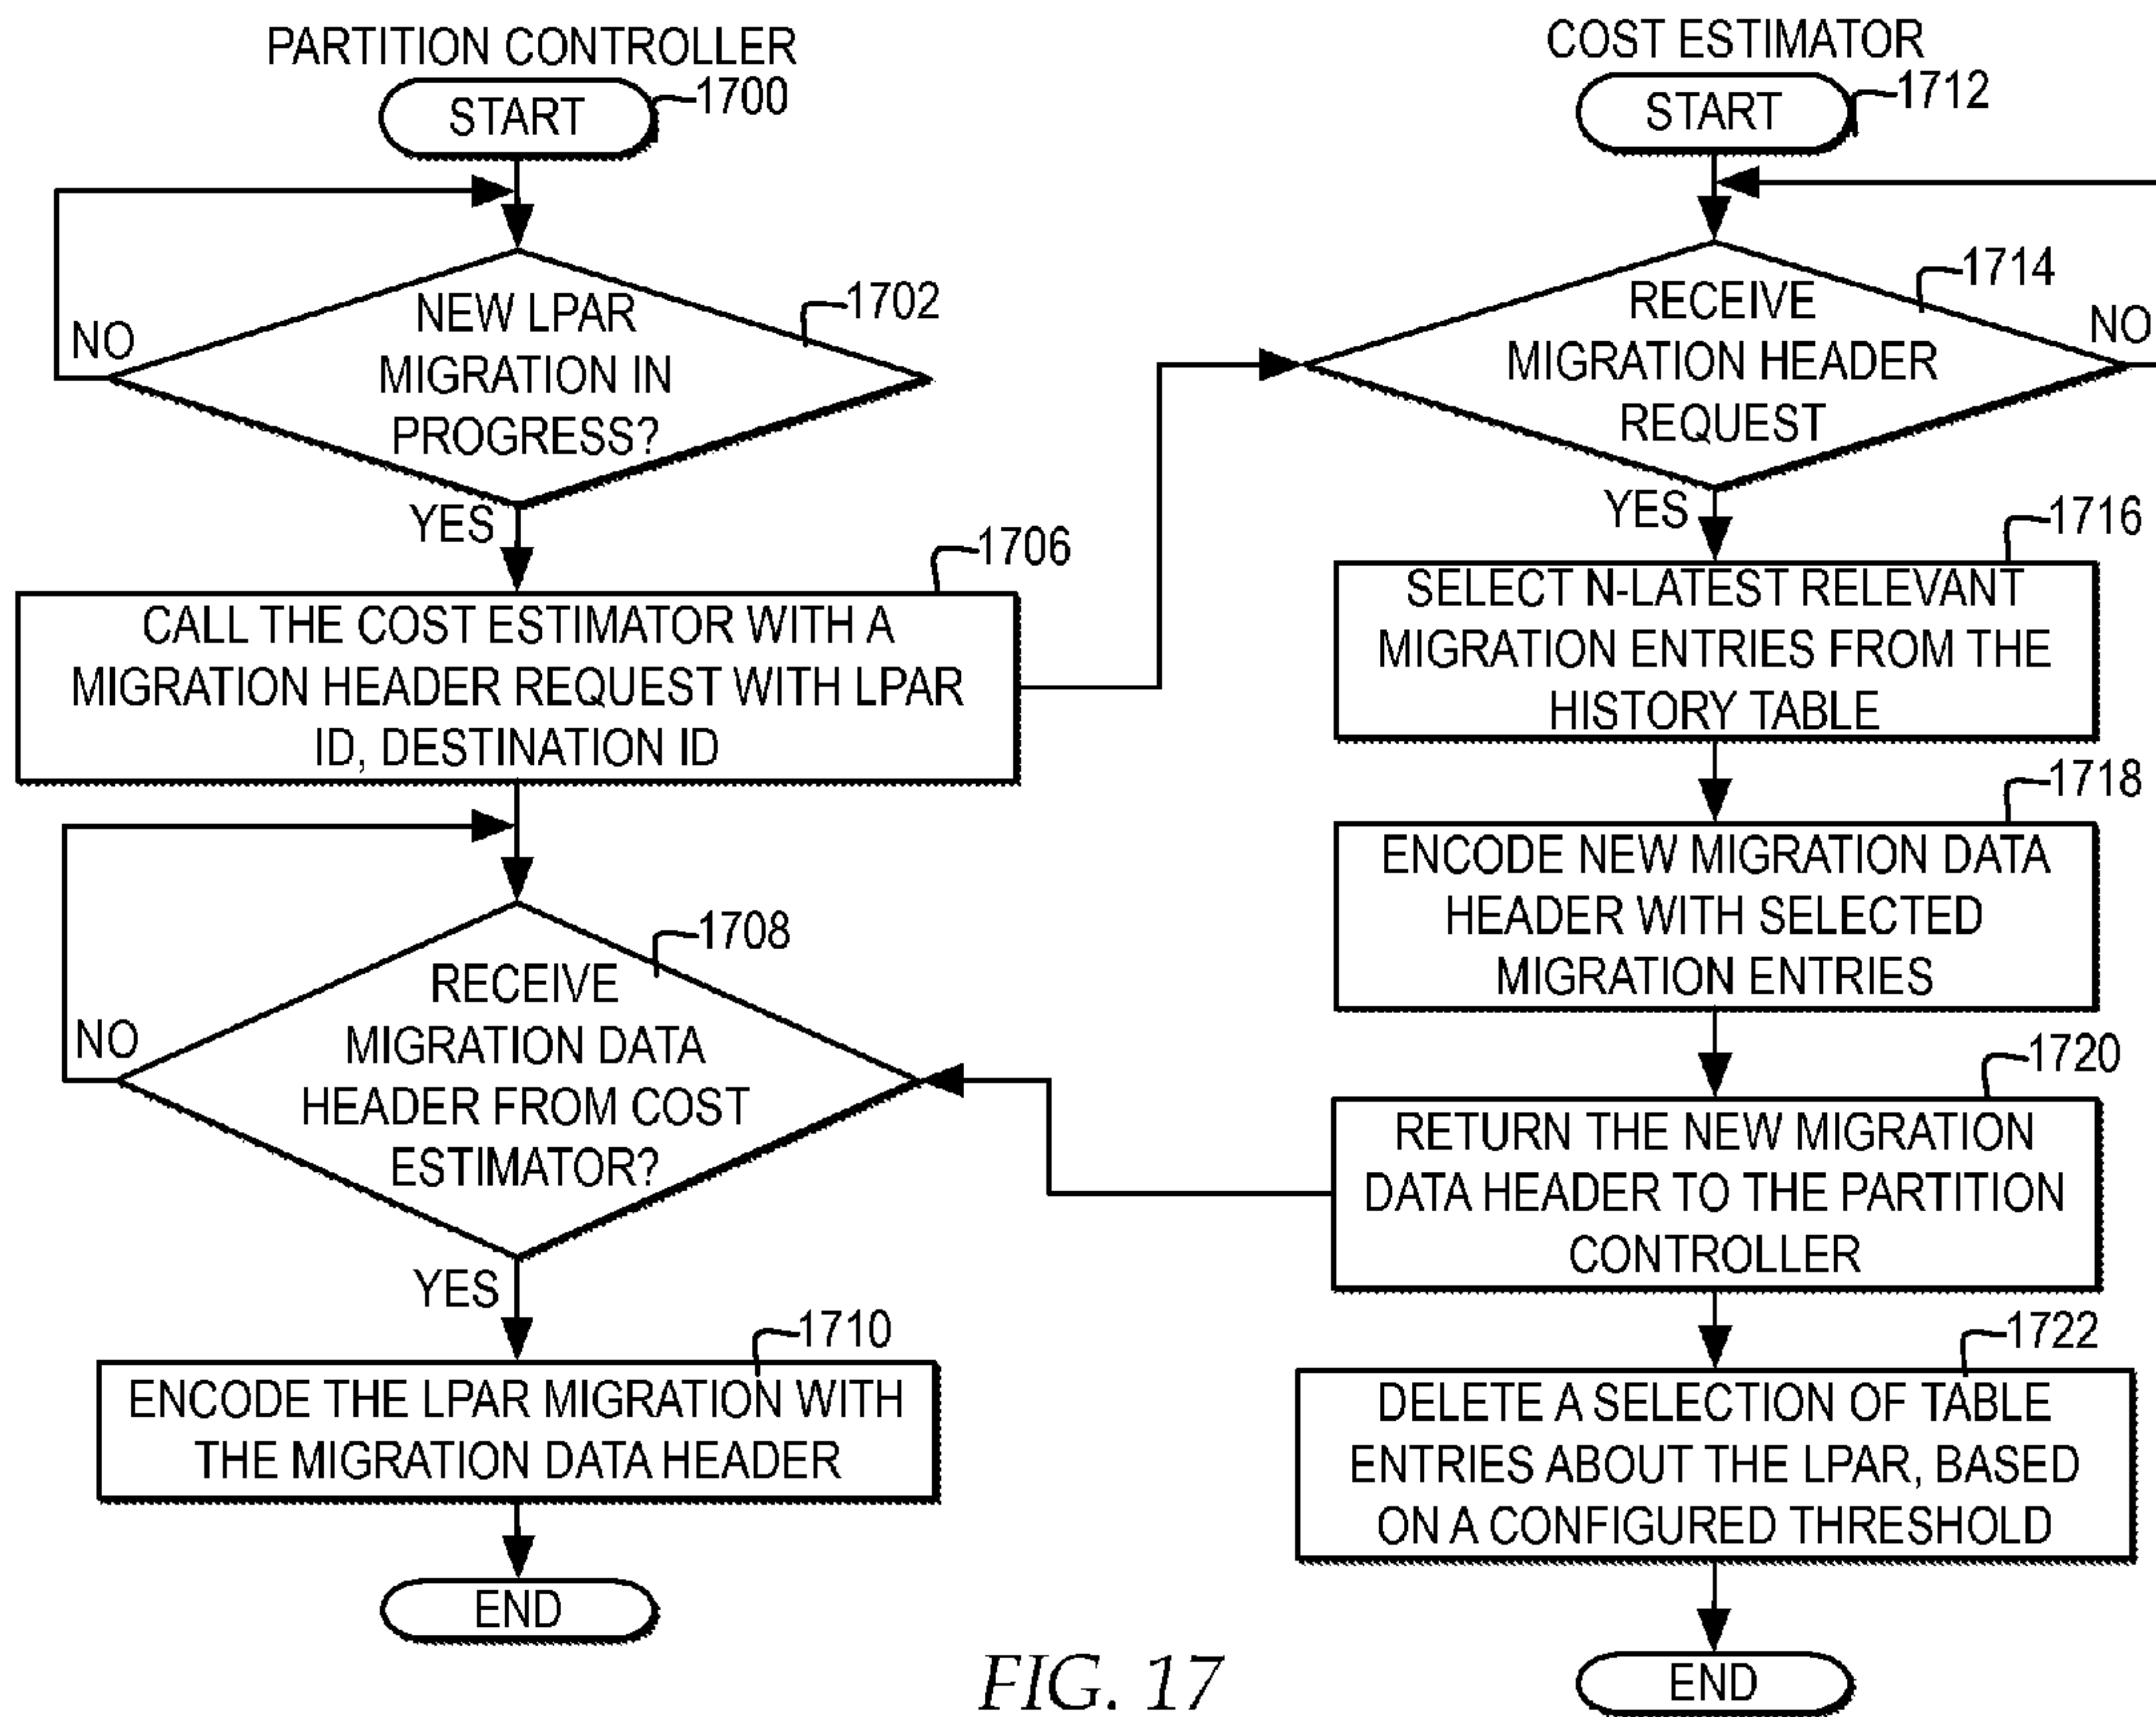 PARTITION CONTROLLER
START
1700
NEW LPAR
MIGRATION IN
PROGRESS?
1702
NO
YES
1706
CALL THE COST ESTIMATOR WITH A
MIGRATION HEADER REQUEST WITH LPAR
ID, DESTINATION ID
1708
RECEIVE
MIGRATION DATA
HEADER FROM COST
ESTIMATOR?
NO
YES
1710
ENCODE THE LPAR MIGRATION WITH
THE MIGRATION DATA HEADER
END
COST ESTIMATOR
START
1712
1714
RECEIVE
MIGRATION HEADER
REQUEST
NO
YES
1716
SELECT N-LATEST RELEVANT
MIGRATION ENTRIES FROM THE
HISTORY TABLE
1718
ENCODE NEW MIGRATION DATA
HEADER WITH SELECTED
MIGRATION ENTRIES
1720
RETURN THE NEW MIGRATION
DATA HEADER TO THE PARTITION
CONTROLLER
1722
DELETE A SELECTION OF TABLE
ENTRIES ABOUT THE LPAR, BASED
ON A CONFIGURED THRESHOLD
END
FIG. 17